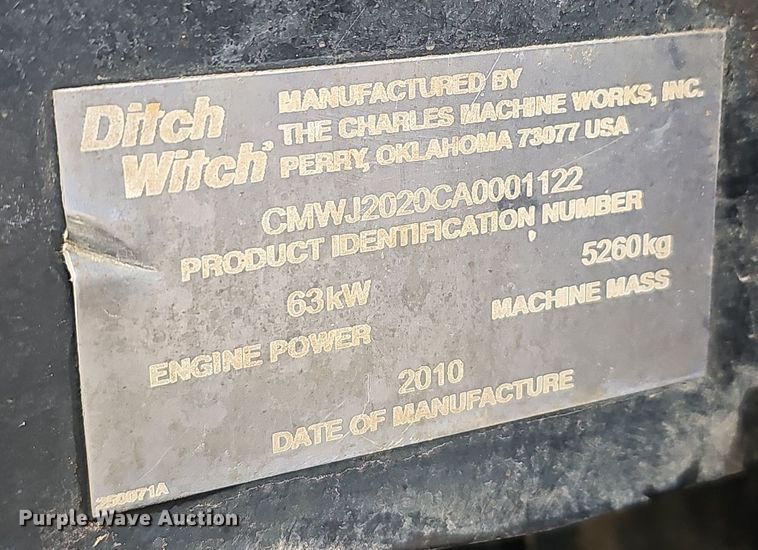 Ditch
Witch®
MANUFACTURED BY
THE CHARLES MACHINE WORKS, INC.
PERRY, OKLAHOMA 73077 USA
CMWJ2020CA0001122
PRODUCT IDENTIFICATION NUMBER
63kW
ENGINE POWER
5260kg
MACHINE MASS
2010
DATE OF MANUFACTURE
350071A
Purple Wave Auction